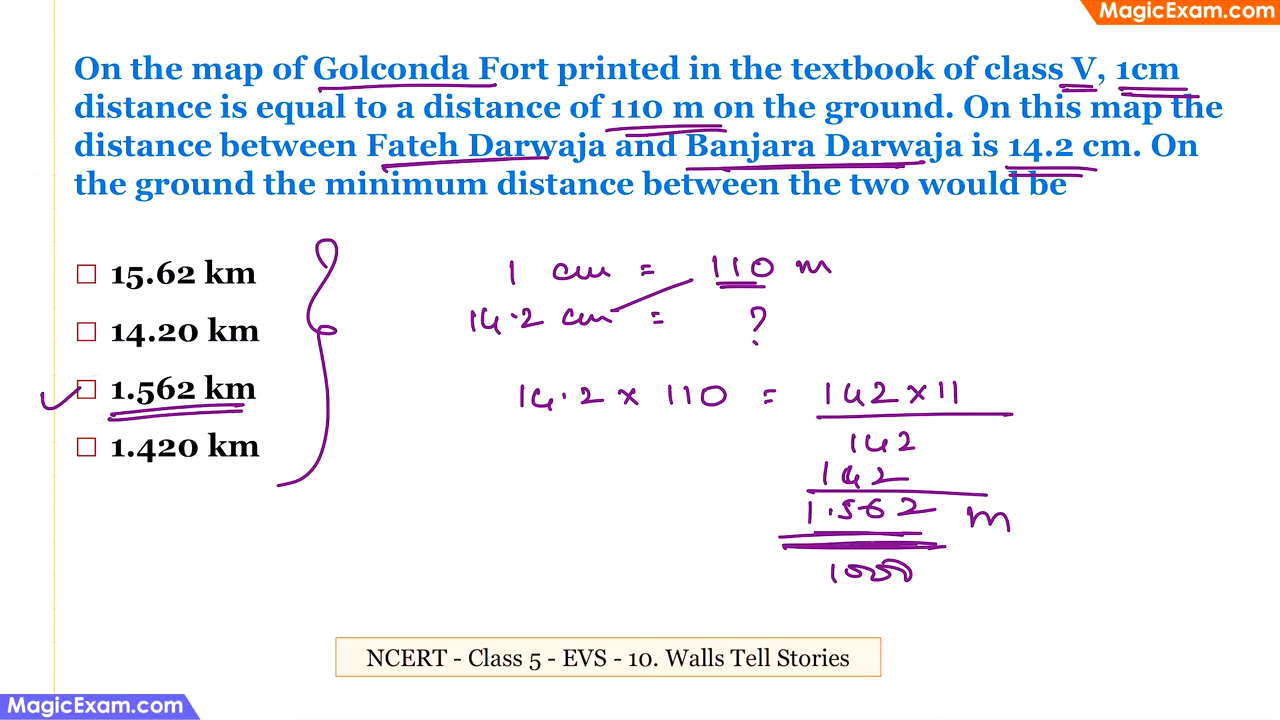 MagicExam.com
On the map of Golconda Fort printed in the textbook of class V, 1cm
distance is equal to a distance of 110 m on the ground. On this map the
distance between Fateh Darwaja and Banjara Darwaja is 14.2 cm. On
the ground the minimum distance between the two would be
15.62 km
14.20 km
1.562 km
1.420 km
1 cm = 110 m
14.2 cm = ?
14.2 x 110 = 142 x 11
142
142
1.562 m
1000
NCERT - Class 5 - EVS - 10. Walls Tell Stories
MagicExam.com